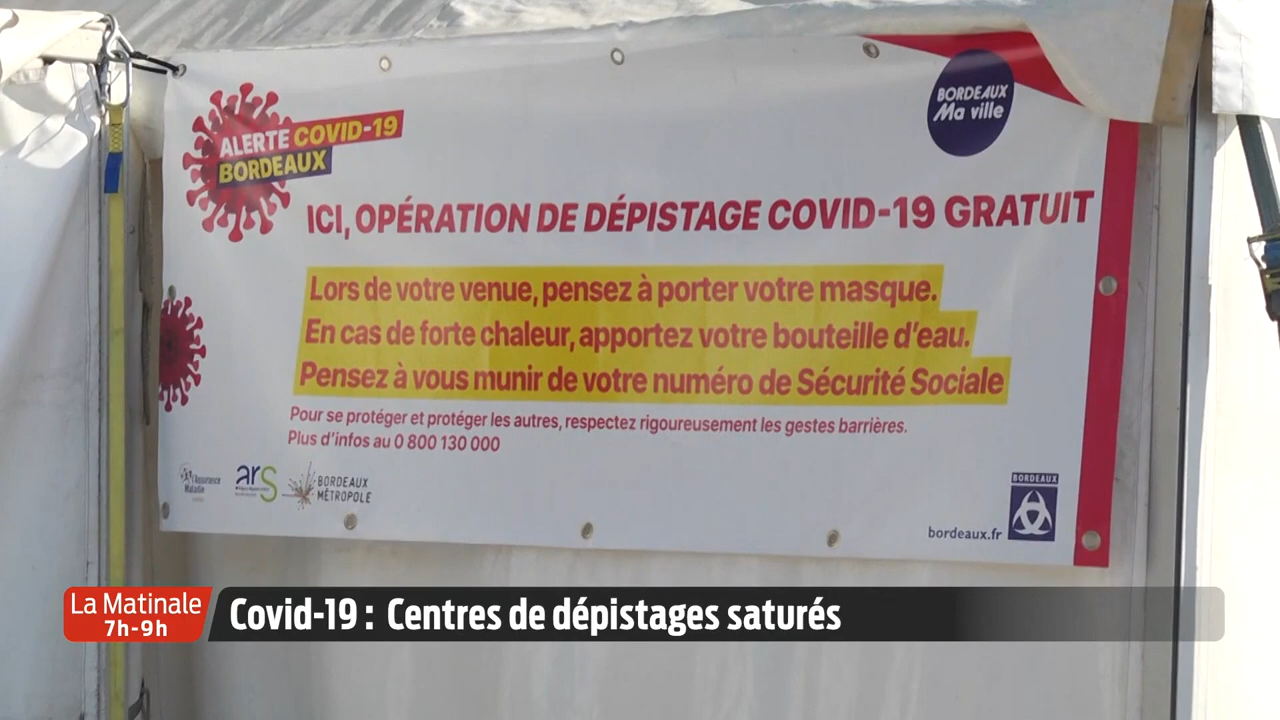 ALERTE COVID-19
BORDEAUX
BORDEAUX
Ma ville
ICI, OPÉRATION DE DÉPISTAGE COVID-19 GRATUIT
Lors de votre venue, pensez à porter votre masque.
En cas de forte chaleur, apportez votre bouteille d'eau.
Pensez à vous munir de votre numéro de Sécurité Sociale
Pour se protéger et protéger les autres, respectez rigoureusement les gestes barrières.
Plus d'infos au 0 800 130 000
l'Assurance
Maladie
ars
BORDEAUX
MÉTROPOLE
bordeaux.fr
BORDEAUX
La Matinale
7h-9h
Covid-19 : Centres de dépistages saturés